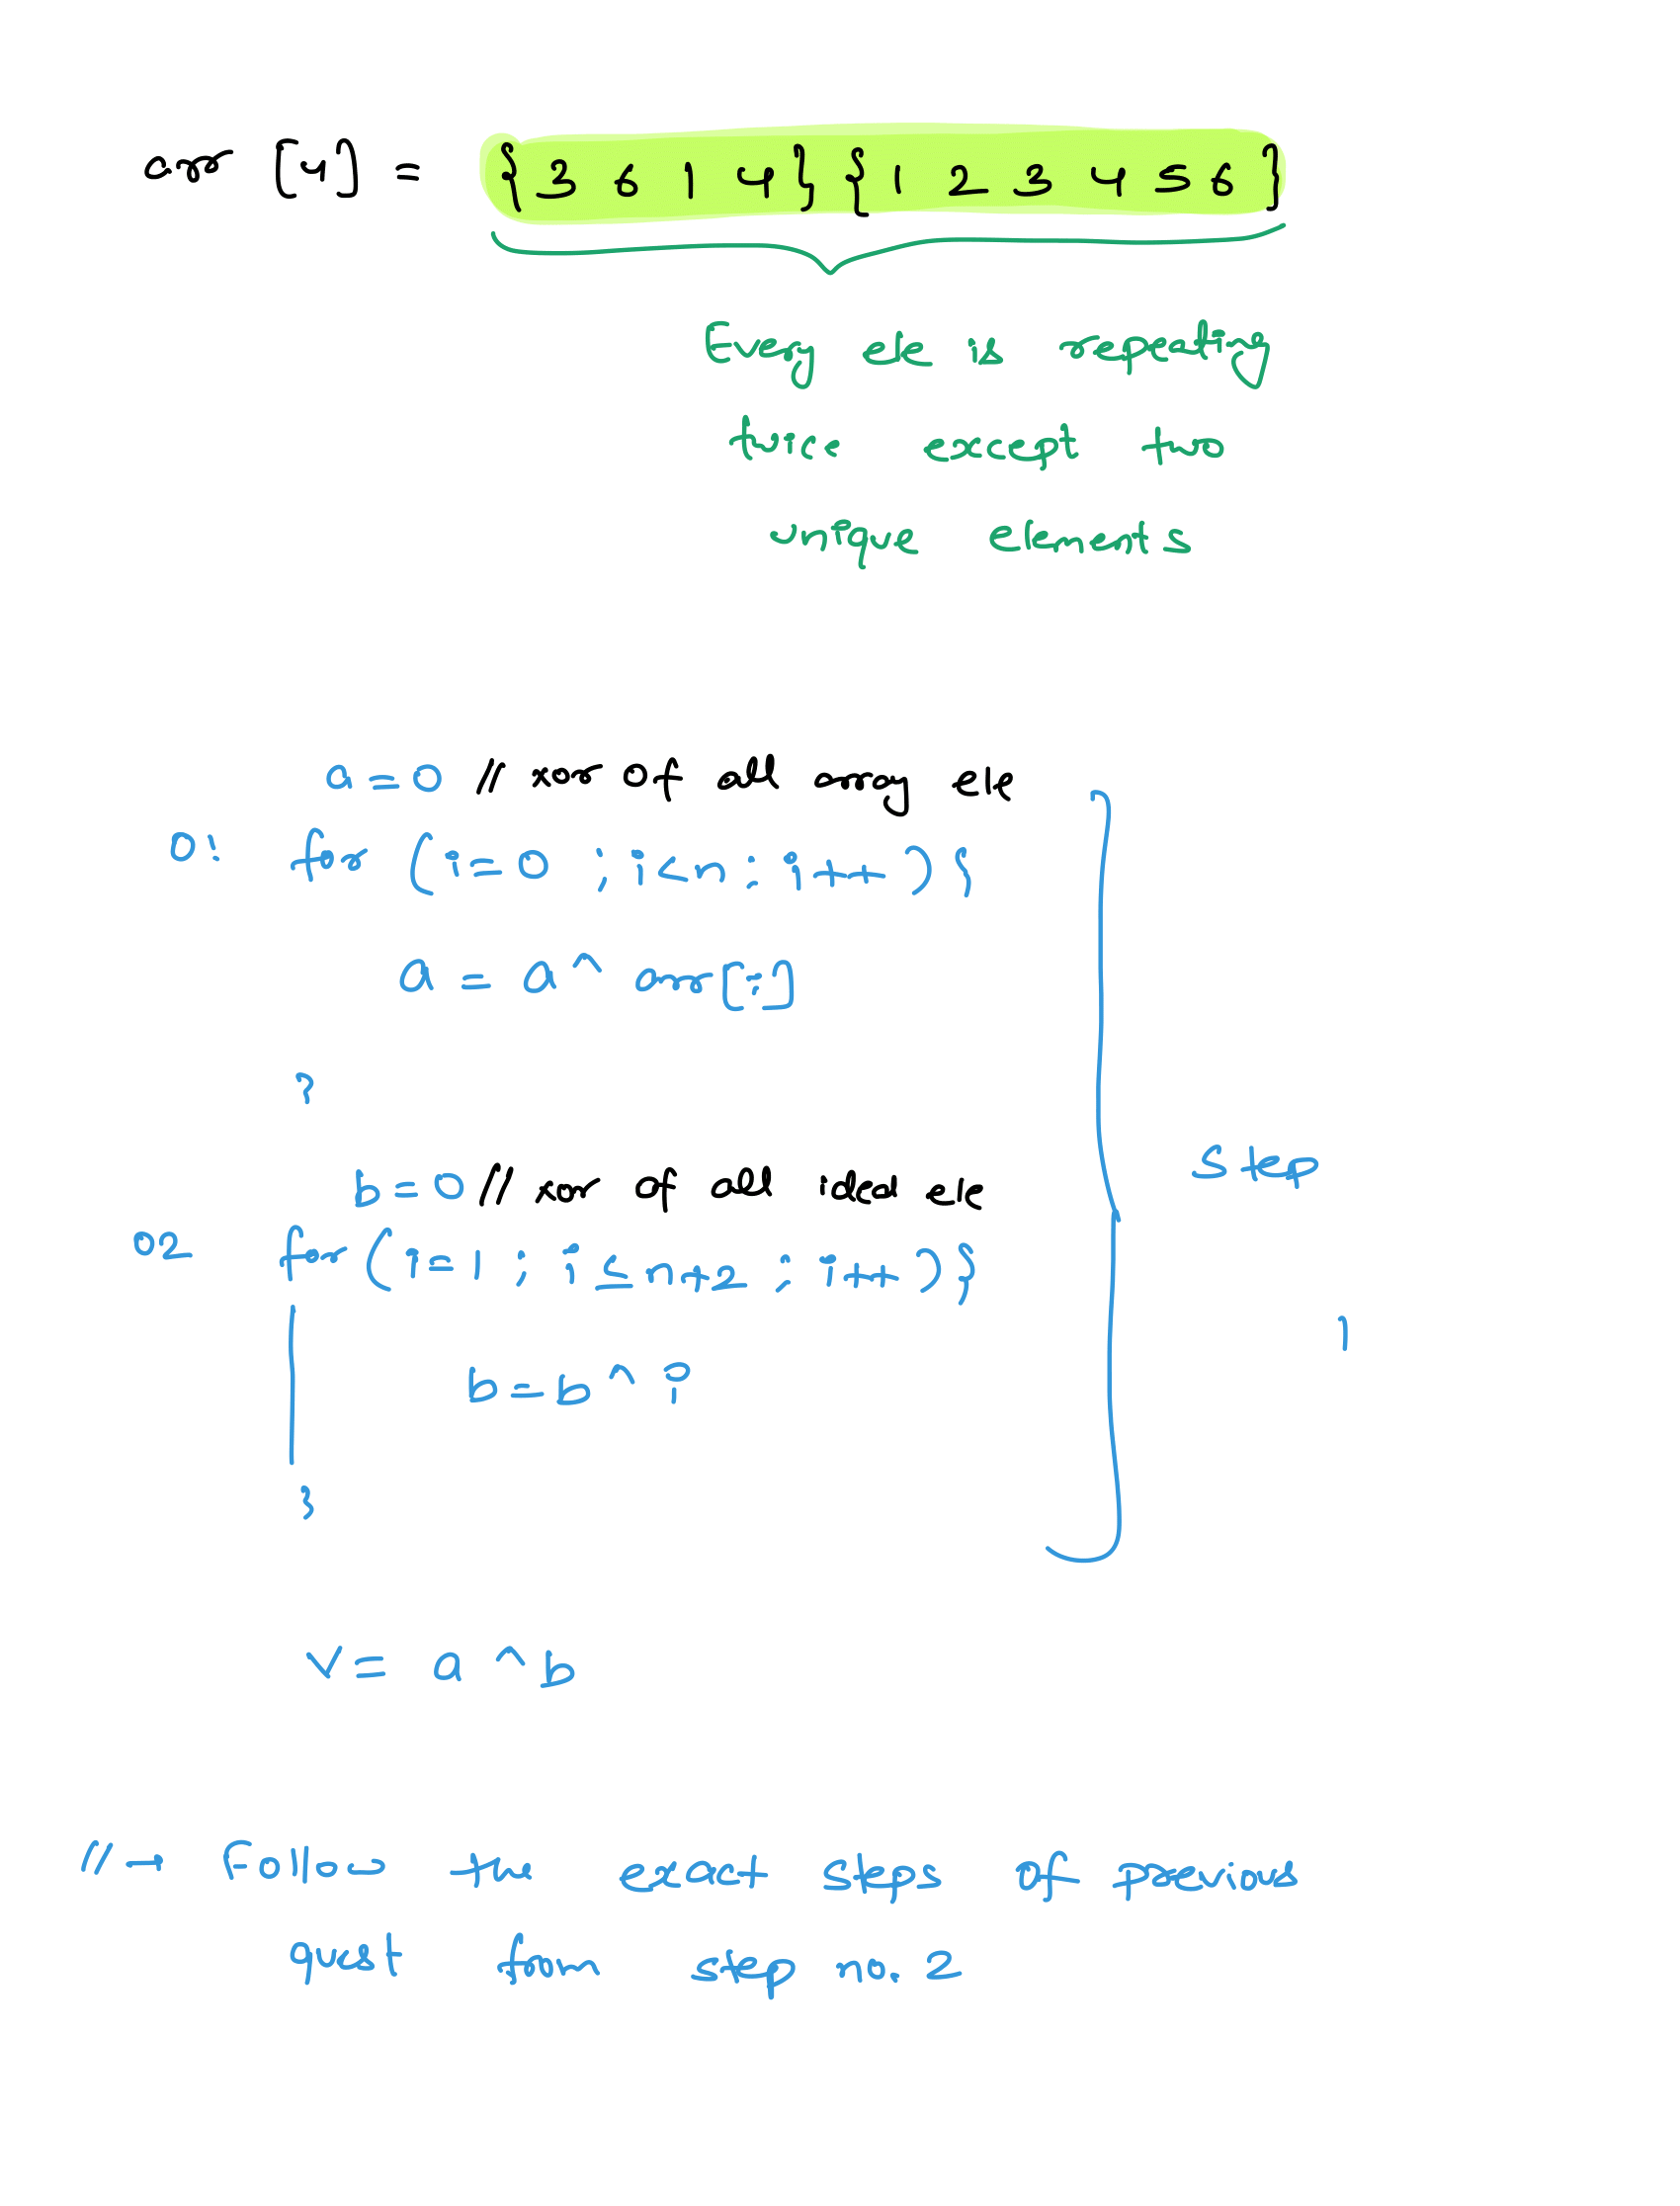 arr [4] = { 3 6 1 4 } { 1 2 3 4 5 6 }
Every ele is repeating
twice except two
unique elements
a = 0 // xor of all array ele
0: for ( i=0 ; i<n ; i++ ) {
a = a ^ arr[i]
}
b = 0 // xor of all ideal ele
02 for ( i=1 ; i ≤ n+2 ; i++ ) {
b = b ^ i
}
Step
1
V = a ^ b
// → Follow the exact steps of previous
quest from step no. 2